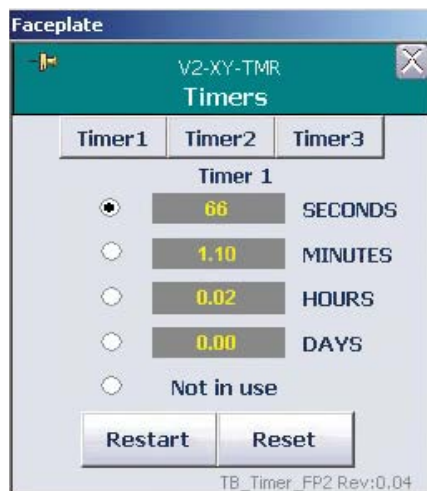 Faceplate
V2-XY-TMR
Timers
Timer1 Timer2 Timer3
Timer 1
66 SECONDS
1.10 MINUTES
0.02 HOURS
0.00 DAYS
Not in use
Restart Reset
TB_Timer_FP2 Rev:0.04